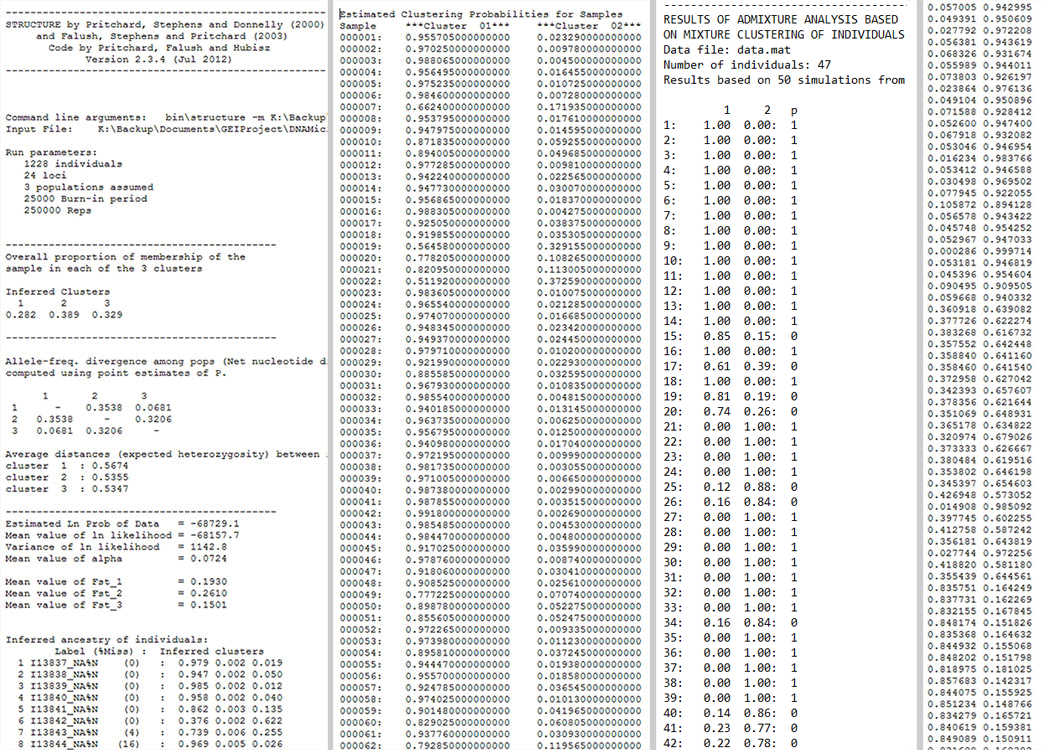 ----------------------------------------------------
STRUCTURE by Pritchard, Stephens and Donnelly (2000)
and Falush, Stephens and Pritchard (2003)
Code by Pritchard, Falush and Hubisz
Version 2.3.4 (Jul 2012)
----------------------------------------------------
Command line arguments: bin\structure -m K:\Backup
Input File: K:\Backup\Documents\GEIProject\DNAMic
Run parameters:
1228 individuals
24 loci
3 populations assumed
25000 Burn-in period
250000 Reps
--------------------------------------------
Overall proportion of membership of the
sample in each of the 3 clusters
Inferred Clusters
1 2 3
0.282 0.389 0.329
--------------------------------------------
Allele-freq. divergence among pops (Net nucleotide d
computed using point estimates of P.
1 2 3
1 - 0.3538 0.0681
2 0.3538 - 0.3206
3 0.0681 0.3206 -
Average distances (expected heterozygosity) between
cluster 1 : 0.5674
cluster 2 : 0.5355
cluster 3 : 0.5347
--------------------------------------------
Estimated Ln Prob of Data = -68729.1
Mean value of ln likelihood = -68157.7
Variance of ln likelihood = 1142.8
Mean value of alpha = 0.0724
Mean value of Fst_1 = 0.1930
Mean value of Fst_2 = 0.2610
Mean value of Fst_3 = 0.1501
Inferred ancestry of individuals:
Label (%Miss) : Inferred clusters
1 I13837_NA%N (0) : 0.979 0.002 0.019
2 I13838_NA%N (0) : 0.947 0.002 0.050
3 I13839_NA%N (0) : 0.985 0.002 0.012
4 I13840_NA%N (0) : 0.958 0.002 0.040
5 I13841_NA%N (0) : 0.862 0.003 0.135
6 I13842_NA%N (0) : 0.376 0.002 0.622
7 I13843_NA%N (4) : 0.739 0.006 0.255
8 I13844_NA%N (16) : 0.969 0.005 0.026
Estimated Clustering Probabilities for Samples
Sample ***Cluster 01*** ***Cluster 02***
000001: 0.955705000000000 0.023290000000000
000002: 0.970250000000000 0.009780000000000
000003: 0.988065000000000 0.004500000000000
000004: 0.956495000000000 0.016455000000000
000005: 0.975235000000000 0.015500000000000
000006: 0.984600000000000 0.007280000000000
000007: 0.662400000000000 0.171935000000000
000008: 0.953795000000000 0.017610000000000
000009: 0.947975000000000 0.014595000000000
000010: 0.871835000000000 0.059255000000000
000011: 0.894005000000000 0.049685000000000
000012: 0.977285000000000 0.009810000000000
000013: 0.942240000000000 0.022565000000000
000014: 0.947730000000000 0.030070000000000
000015: 0.956865000000000 0.018370000000000
000016: 0.988305000000000 0.004275000000000
000017: 0.925050000000000 0.038375000000000
000018: 0.919855000000000 0.035305000000000
000019: 0.564580000000000 0.329155000000000
000020: 0.778205000000000 0.108265000000000
000021: 0.820950000000000 0.113005000000000
000022: 0.511920000000000 0.372590000000000
000023: 0.983605000000000 0.010075000000000
000024: 0.965540000000000 0.021285000000000
000025: 0.974070000000000 0.016685000000000
000026: 0.948345000000000 0.023420000000000
000027: 0.949370000000000 0.024450000000000
000028: 0.979710000000000 0.010200000000000
000029: 0.921990000000000 0.022930000000000
000030: 0.885585000000000 0.032595000000000
000031: 0.967930000000000 0.010835000000000
000032: 0.985540000000000 0.004815000000000
000033: 0.940185000000000 0.013145000000000
000034: 0.963735000000000 0.006250000000000
000035: 0.956795000000000 0.012500000000000
000036: 0.940980000000000 0.017040000000000
000037: 0.972195000000000 0.009990000000000
000038: 0.981735000000000 0.003055000000000
000039: 0.971005000000000 0.006650000000000
000040: 0.987380000000000 0.002990000000000
000041: 0.987855000000000 0.003515000000000
000042: 0.991800000000000 0.002690000000000
000043: 0.985485000000000 0.004530000000000
000044: 0.984470000000000 0.004800000000000
000045: 0.917025000000000 0.035990000000000
000046: 0.978760000000000 0.008740000000000
000047: 0.918060000000000 0.030410000000000
000048: 0.908525000000000 0.025610000000000
000049: 0.777225000000000 0.070740000000000
000050: 0.898780000000000 0.052275000000000
000051: 0.855605000000000 0.052475000000000
000052: 0.972265000000000 0.009335000000000
000053: 0.973980000000000 0.011230000000000
000054: 0.895810000000000 0.037245000000000
000055: 0.944470000000000 0.019380000000000
000056: 0.955700000000000 0.018580000000000
000057: 0.924785000000000 0.036545000000000
000058: 0.974025000000000 0.010130000000000
000059: 0.901480000000000 0.041965000000000
000060: 0.829025000000000 0.060805000000000
000061: 0.937760000000000 0.030930000000000
000062: 0.792850000000000 0.119565000000000
--------------------------------
RESULTS OF ADMIXTURE ANALYSIS BASED
ON MIXTURE CLUSTERING OF INDIVIDUALS
Data file: data.mat
Number of individuals: 47
Results based on 50 simulations from
1 2 p
1: 1.00 0.00: 1
2: 1.00 0.00: 1
3: 1.00 0.00: 1
4: 1.00 0.00: 1
5: 1.00 0.00: 1
6: 1.00 0.00: 1
7: 1.00 0.00: 1
8: 1.00 0.00: 1
9: 1.00 0.00: 1
10: 1.00 0.00: 1
11: 1.00 0.00: 1
12: 1.00 0.00: 1
13: 1.00 0.00: 1
14: 1.00 0.00: 1
15: 0.85 0.15: 0
16: 1.00 0.00: 1
17: 0.61 0.39: 0
18: 1.00 0.00: 1
19: 0.81 0.19: 0
20: 0.74 0.26: 0
21: 0.00 1.00: 1
22: 0.00 1.00: 1
23: 0.00 1.00: 1
24: 0.00 1.00: 1
25: 0.12 0.88: 0
26: 0.16 0.84: 0
27: 0.00 1.00: 1
28: 0.00 1.00: 1
29: 0.00 1.00: 1
30: 0.00 1.00: 1
31: 0.00 1.00: 1
32: 0.00 1.00: 1
33: 0.00 1.00: 1
34: 0.16 0.84: 0
35: 0.00 1.00: 1
36: 0.00 1.00: 1
37: 0.00 1.00: 1
38: 0.00 1.00: 1
39: 0.00 1.00: 1
40: 0.14 0.86: 0
41: 0.23 0.77: 0
42: 0.22 0.78: 0
0.057005 0.942995
0.049391 0.950609
0.027792 0.972208
0.056381 0.943619
0.068326 0.931674
0.055989 0.944011
0.073803 0.926197
0.023864 0.976136
0.049104 0.950896
0.071588 0.928412
0.052600 0.947400
0.067918 0.932082
0.053046 0.946954
0.016234 0.983766
0.053412 0.946588
0.030498 0.969502
0.077945 0.922055
0.105872 0.894128
0.056578 0.943422
0.045748 0.954252
0.052967 0.947033
0.000286 0.999714
0.053181 0.946819
0.045396 0.954604
0.090495 0.909505
0.059668 0.940332
0.360918 0.639082
0.377726 0.622274
0.383268 0.616732
0.357552 0.642448
0.358840 0.641160
0.358460 0.641540
0.372958 0.627042
0.342393 0.657607
0.378356 0.621644
0.351069 0.648931
0.365178 0.634822
0.320974 0.679026
0.373333 0.626667
0.380484 0.619516
0.353802 0.646198
0.345397 0.654603
0.426948 0.573052
0.014908 0.985092
0.397745 0.602255
0.412758 0.587242
0.356181 0.643819
0.027744 0.972256
0.418820 0.581180
0.355439 0.644561
0.835751 0.164249
0.837731 0.162269
0.832155 0.167845
0.848174 0.151826
0.835368 0.164632
0.844932 0.155068
0.848202 0.151798
0.818975 0.181025
0.857683 0.142317
0.844075 0.155925
0.851234 0.148766
0.834279 0.165721
0.840619 0.159381
0.849089 0.150911